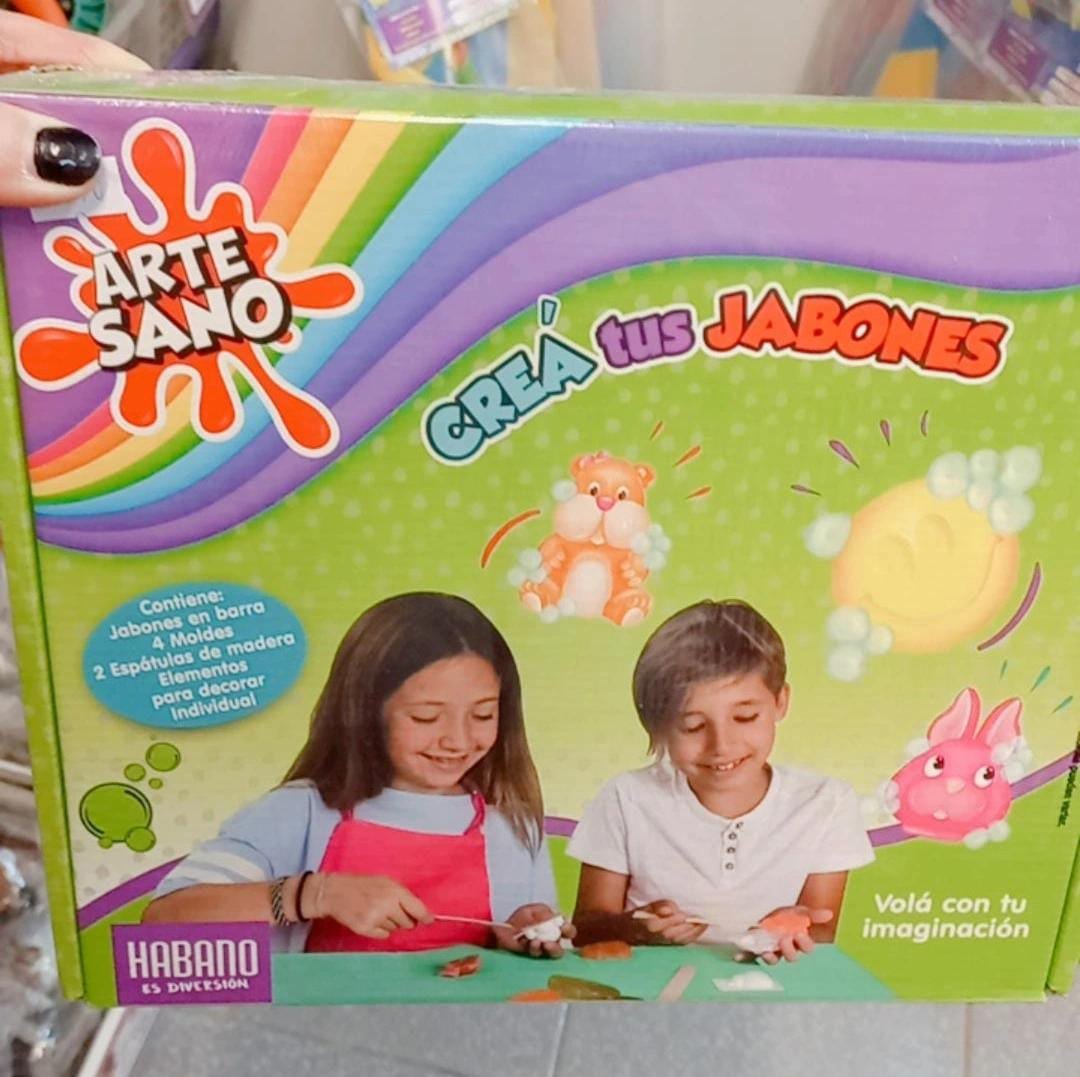 ARTE
SANO
CREÁ tus JABONES
Contiene:
Jabones en barra
4 Moldes
2 Espátulas de madera
Elementos
para decorar
Individual
Volá con tu
imaginación
HABANO
ES DIVERSIÓN